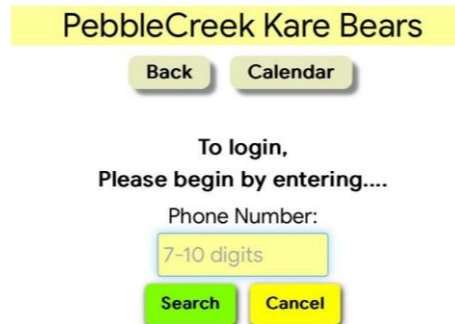 PebbleCreek Kare Bears
Back Calendar
To login,
Please begin by entering....
Phone Number:
7-10 digits
Search Cancel